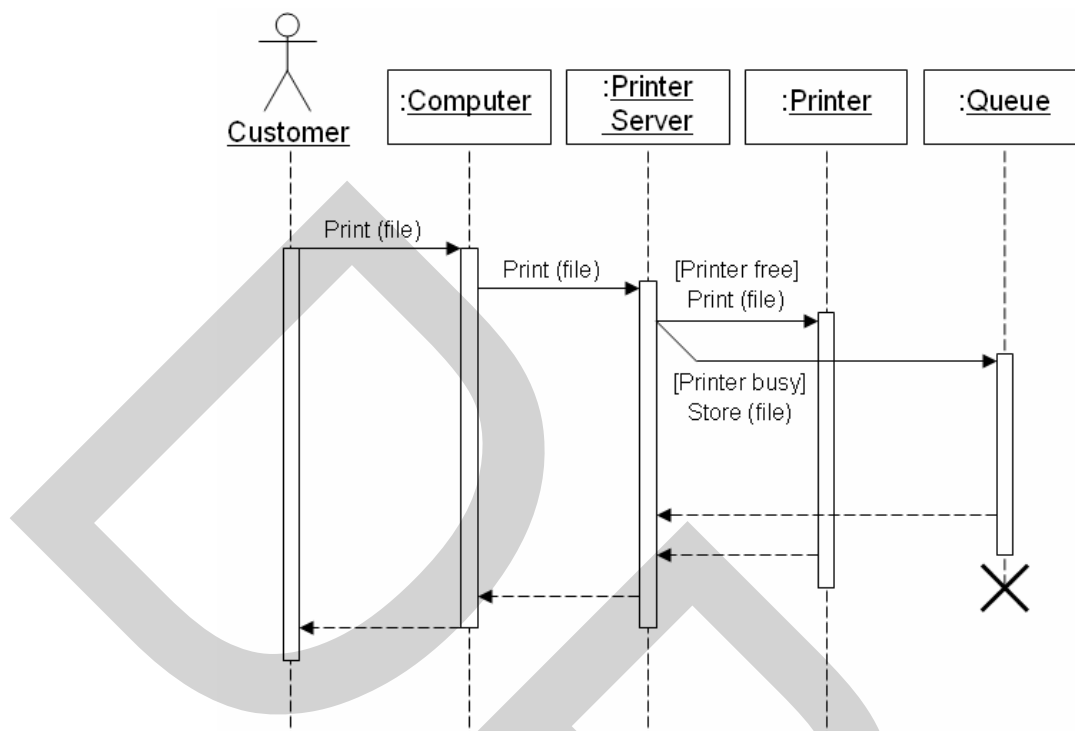 Customer
:Computer
:Printer
Server
:Printer
:Queue
Print (file)
Print (file)
[Printer free]
Print (file)
[Printer busy]
Store (file)